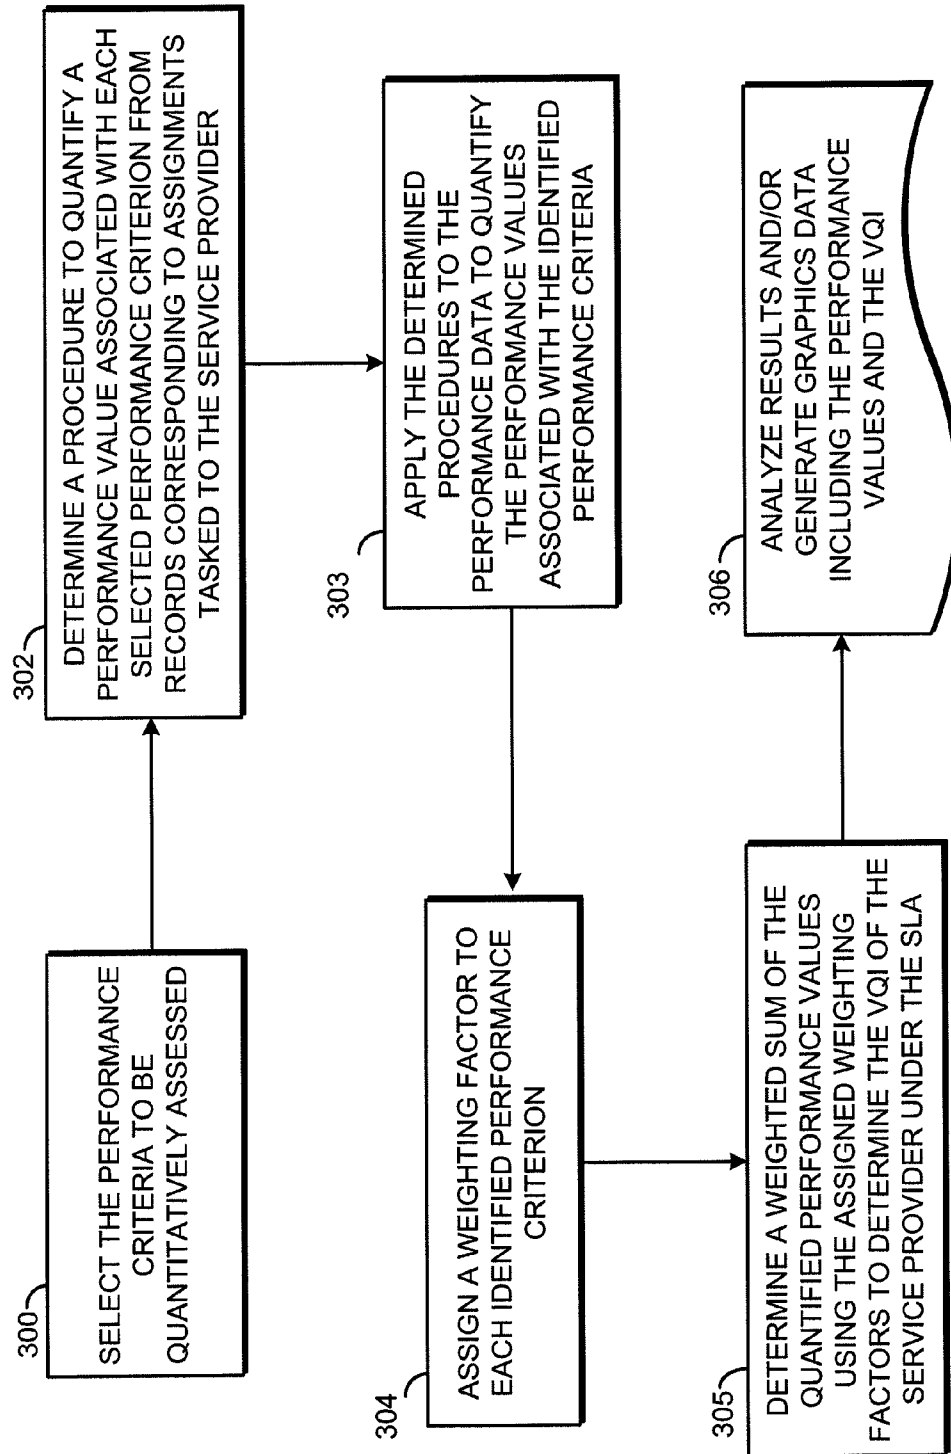 300
SELECT THE PERFORMANCE
CRITERIA TO BE
QUANTITATIVELY ASSESSED
302
DETERMINE A PROCEDURE TO QUANTIFY A
PERFORMANCE VALUE ASSOCIATED WITH EACH
SELECTED PERFORMANCE CRITERION FROM
RECORDS CORRESPONDING TO ASSIGNMENTS
TASKED TO THE SERVICE PROVIDER
303
APPLY THE DETERMINED
PROCEDURES TO THE
PERFORMANCE DATA TO QUANTIFY
THE PERFORMANCE VALUES
ASSOCIATED WITH THE IDENTIFIED
PERFORMANCE CRITERIA
304
ASSIGN A WEIGHTING FACTOR TO
EACH IDENTIFIED PERFORMANCE
CRITERION
305
DETERMINE A WEIGHTED SUM OF THE
QUANTIFIED PERFORMANCE VALUES
USING THE ASSIGNED WEIGHTING
FACTORS TO DETERMINE THE VQI OF THE
SERVICE PROVIDER UNDER THE SLA
306
ANALYZE RESULTS AND/OR
GENERATE GRAPHICS DATA
INCLUDING THE PERFORMANCE
VALUES AND THE VQI